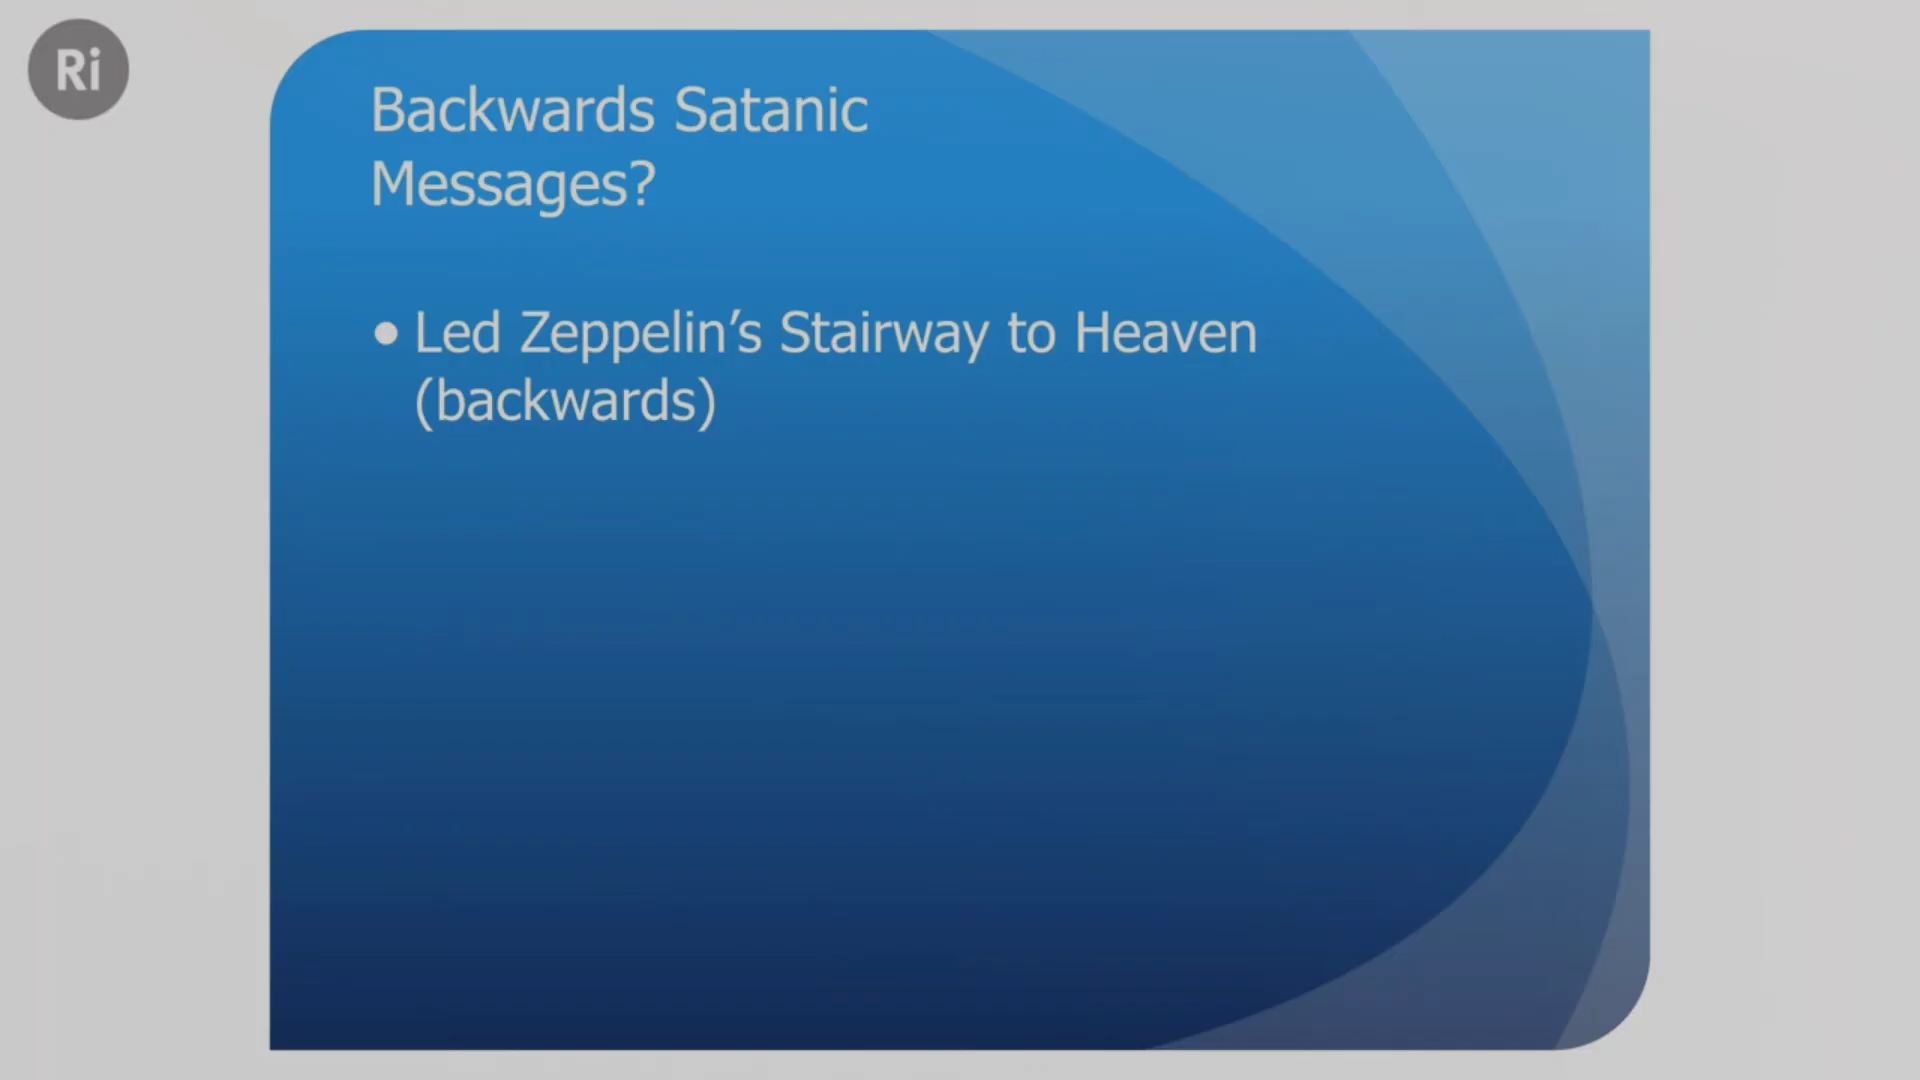 Ri
Backwards Satanic
Messages?
● Led Zeppelin’s Stairway to Heaven
(backwards)